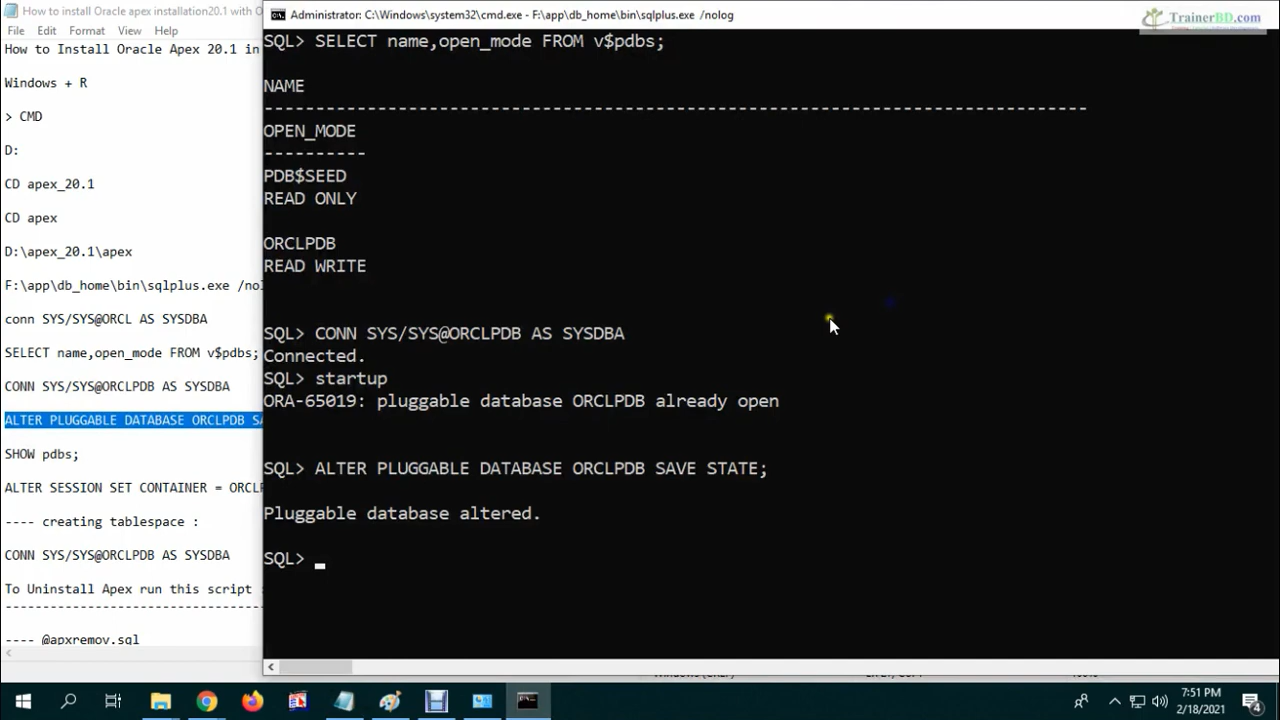 How to install Oracle apex installation20.1 with O
File Edit Format View Help
How to Install Oracle Apex 20.1 in
Windows + R
> CMD
D:
CD apex_20.1
CD apex
D:\apex_20.1\apex
F:\app\db_home\bin\sqlplus.exe /nol
conn SYS/SYS@ORCL AS SYSDBA
SELECT name,open_mode FROM v$pdbs;
CONN SYS/SYS@ORCLPDB AS SYSDBA
ALTER PLUGGABLE DATABASE ORCLPDB SA
SHOW pdbs;
ALTER SESSION SET CONTAINER = ORCLP
---- creating tablespace :
CONN SYS/SYS@ORCLPDB AS SYSDBA
To Uninstall Apex run this script :
-----------------------------------
---- @apxremov.sql
Administrator: C:\Windows\system32\cmd.exe - F:\app\db_home\bin\sqlplus.exe /nolog
TrainerBD.com
SQL> SELECT name,open_mode FROM v$pdbs;
NAME
--------------------------------------------------------------------------------
OPEN_MODE
----------
PDB$SEED
READ ONLY
ORCLPDB
READ WRITE
SQL> CONN SYS/SYS@ORCLPDB AS SYSDBA
Connected.
SQL> startup
ORA-65019: pluggable database ORCLPDB already open
SQL> ALTER PLUGGABLE DATABASE ORCLPDB SAVE STATE;
Pluggable database altered.
SQL>
7:51 PM
2/18/2021
4